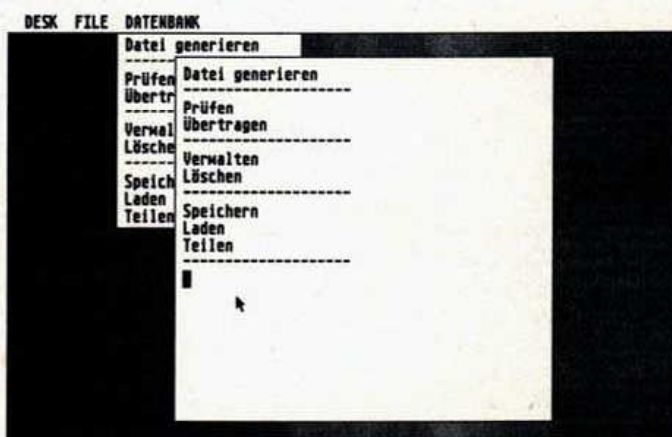 DESK FILE DATENBANK
Datei generieren
--------------------
Prüfen
Übertr
--------------------
Verwal
Lösche
--------------------
Speich
Laden
Teilen
Datei generieren
--------------------
Prüfen
Übertragen
--------------------
Verwalten
Löschen
--------------------
Speichern
Laden
Teilen
--------------------